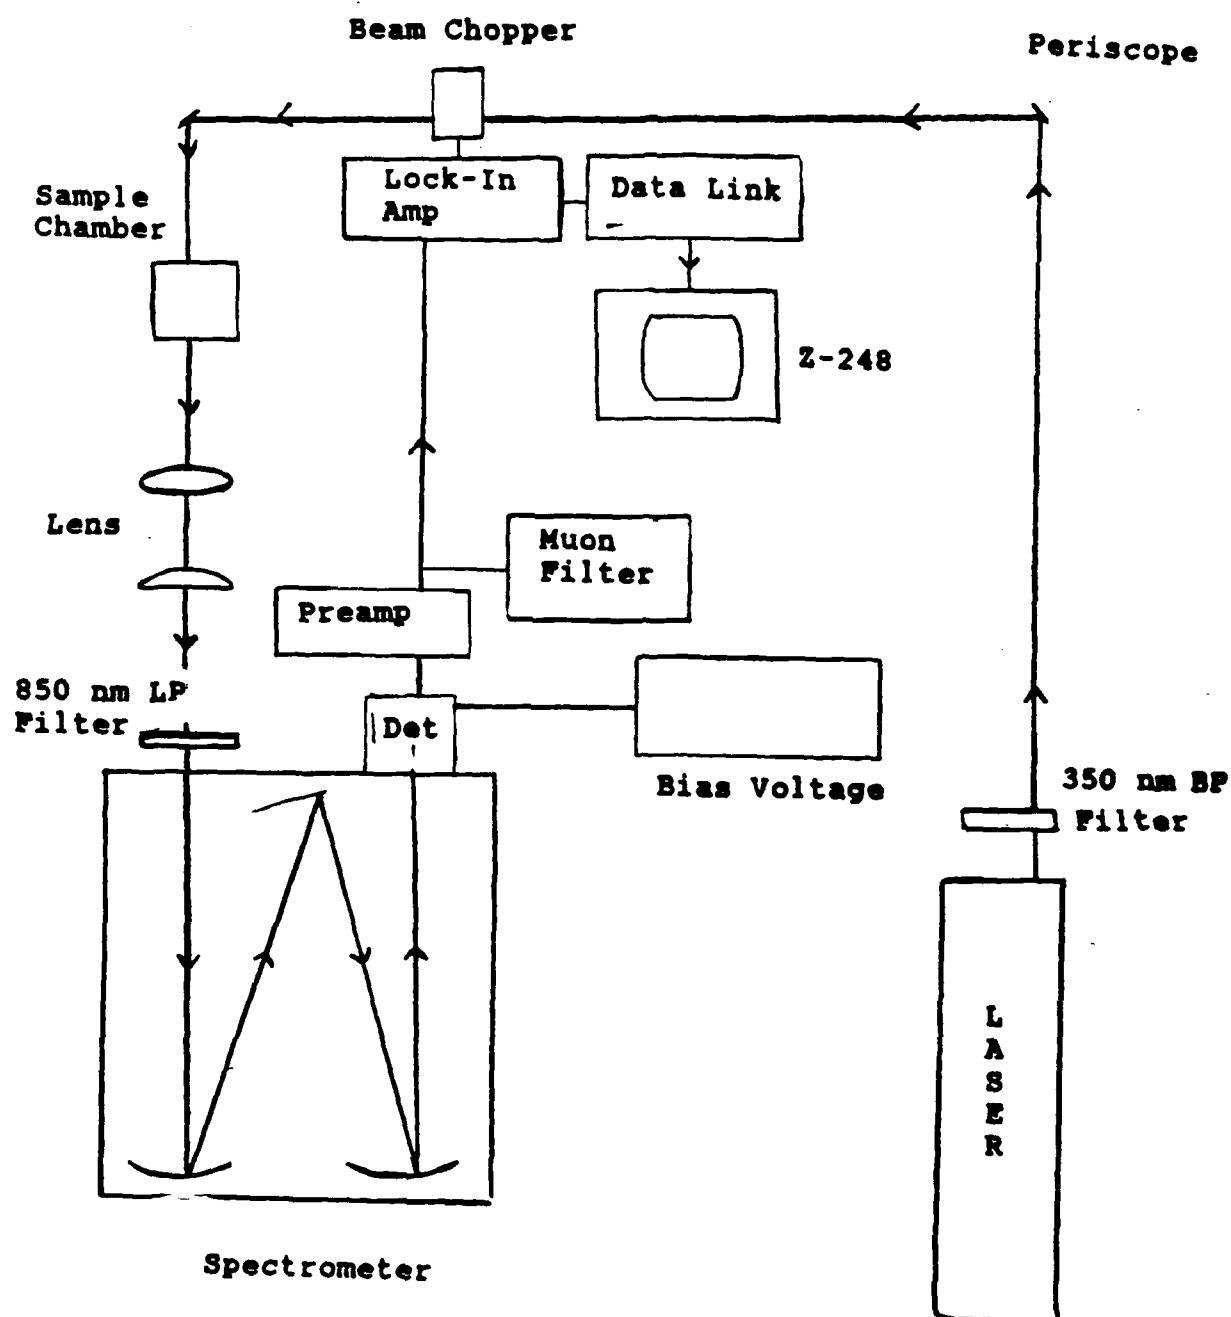 Beam Chopper
Periscope
Lock-In
Amp
Data Link
Sample
Chamber
Z-248
Lens
Muon
Filter
Preamp
850 nm LP
Filter
Det
Bias Voltage
350 nm BP
Filter
L
A
S
E
R
Spectrometer